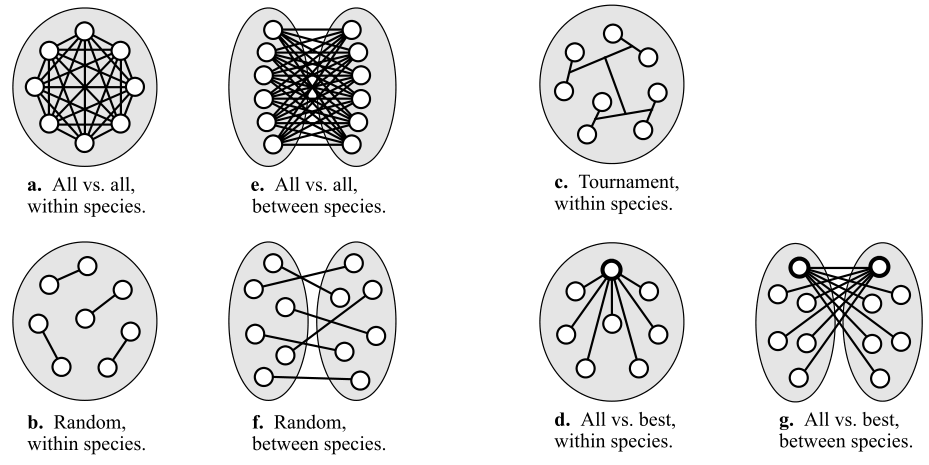 a. All vs. all,
within species.
e. All vs. all,
between species.
c. Tournament,
within species.
b. Random,
within species.
f. Random,
between species.
d. All vs. best,
within species.
g. All vs. best,
between species.